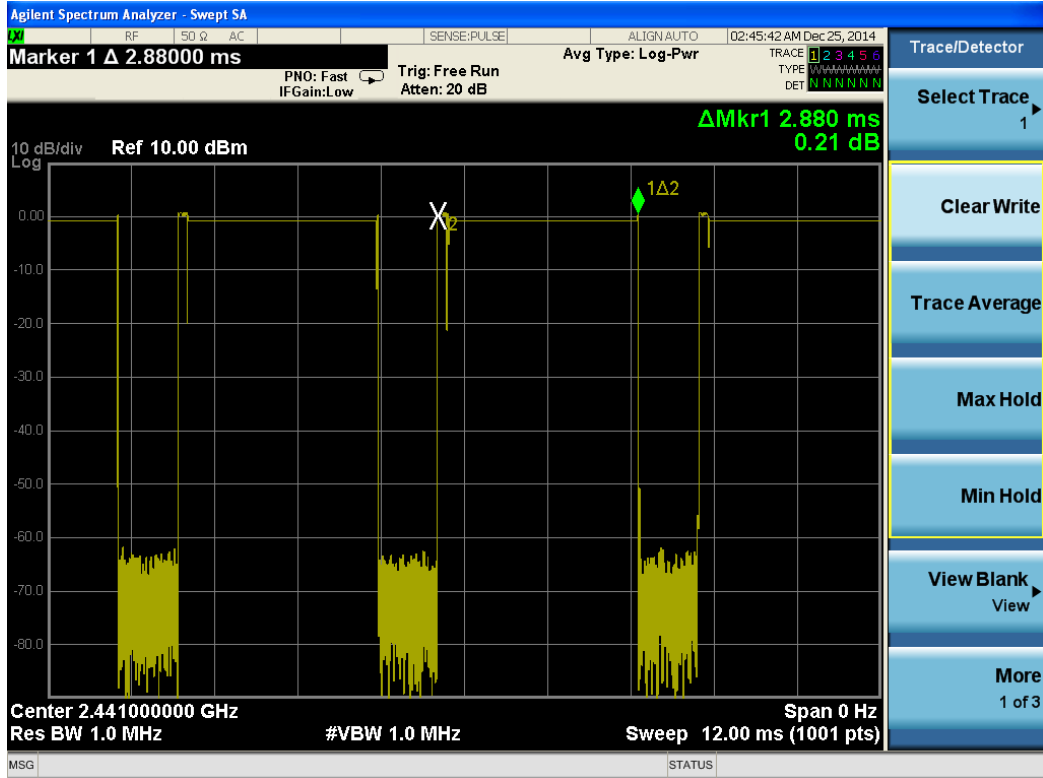 Agilent Spectrum Analyzer - Swept SA
LXI RF 50 Ω AC SENSE:PULSE ALIGN AUTO 02:45:42 AM Dec 25, 2014
Marker 1 Δ 2.88000 ms
PNO: Fast
IFGain:Low
Trig: Free Run
Atten: 20 dB
Avg Type: Log-Pwr
TRACE 1 2 3 4 5 6
TYPE
DET N N N N N N
ΔMkr1 2.880 ms
0.21 dB
10 dB/div Ref 10.00 dBm
Log
1Δ2
0.00
X2
-10.0
-20.0
-30.0
-40.0
-50.0
-60.0
-70.0
-80.0
Center 2.441000000 GHz Span 0 Hz
Res BW 1.0 MHz #VBW 1.0 MHz Sweep 12.00 ms (1001 pts)
MSG STATUS
Trace/Detector
Select Trace
1
Clear Write
Trace Average
Max Hold
Min Hold
View Blank
View
More
1 of 3